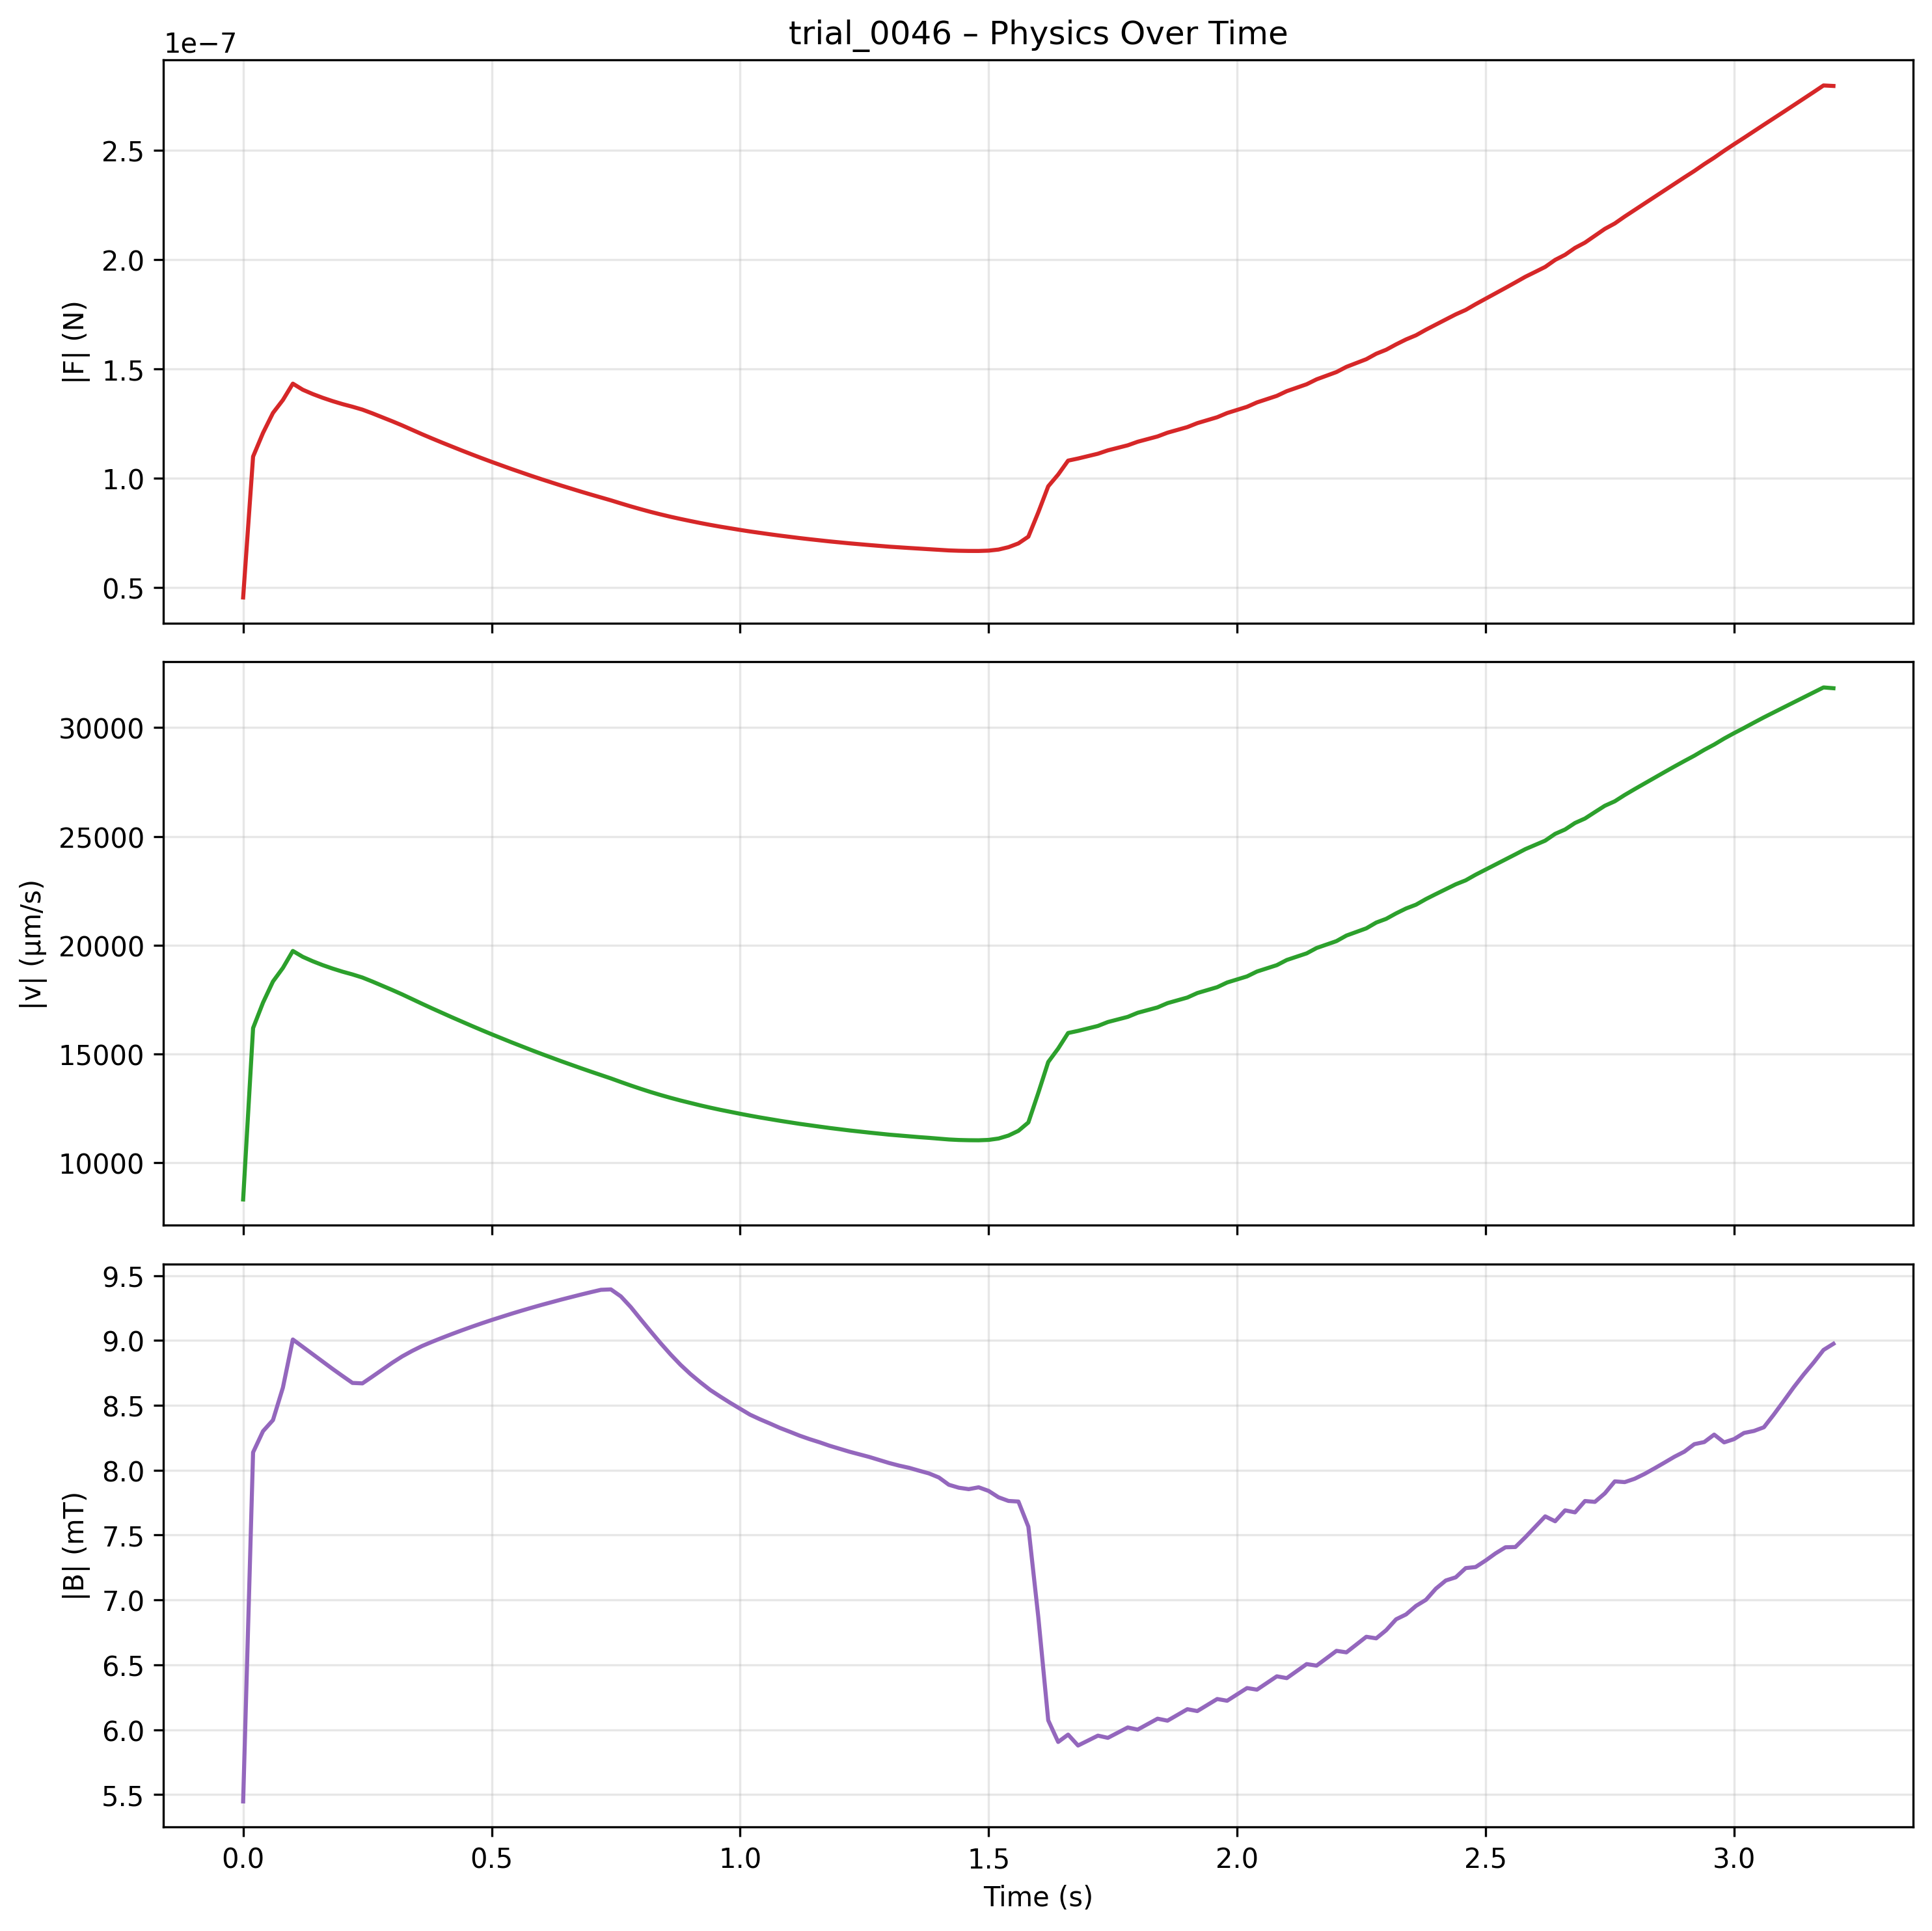 trial_0046 – Physics Over Time
1e−7
|F| (N)
2.5
2.0
1.5
1.0
0.5
|v| (µm/s)
30000
25000
20000
15000
10000
|B| (mT)
9.5
9.0
8.5
8.0
7.5
7.0
6.5
6.0
5.5
0.0 0.5 1.0 1.5 2.0 2.5 3.0
Time (s)